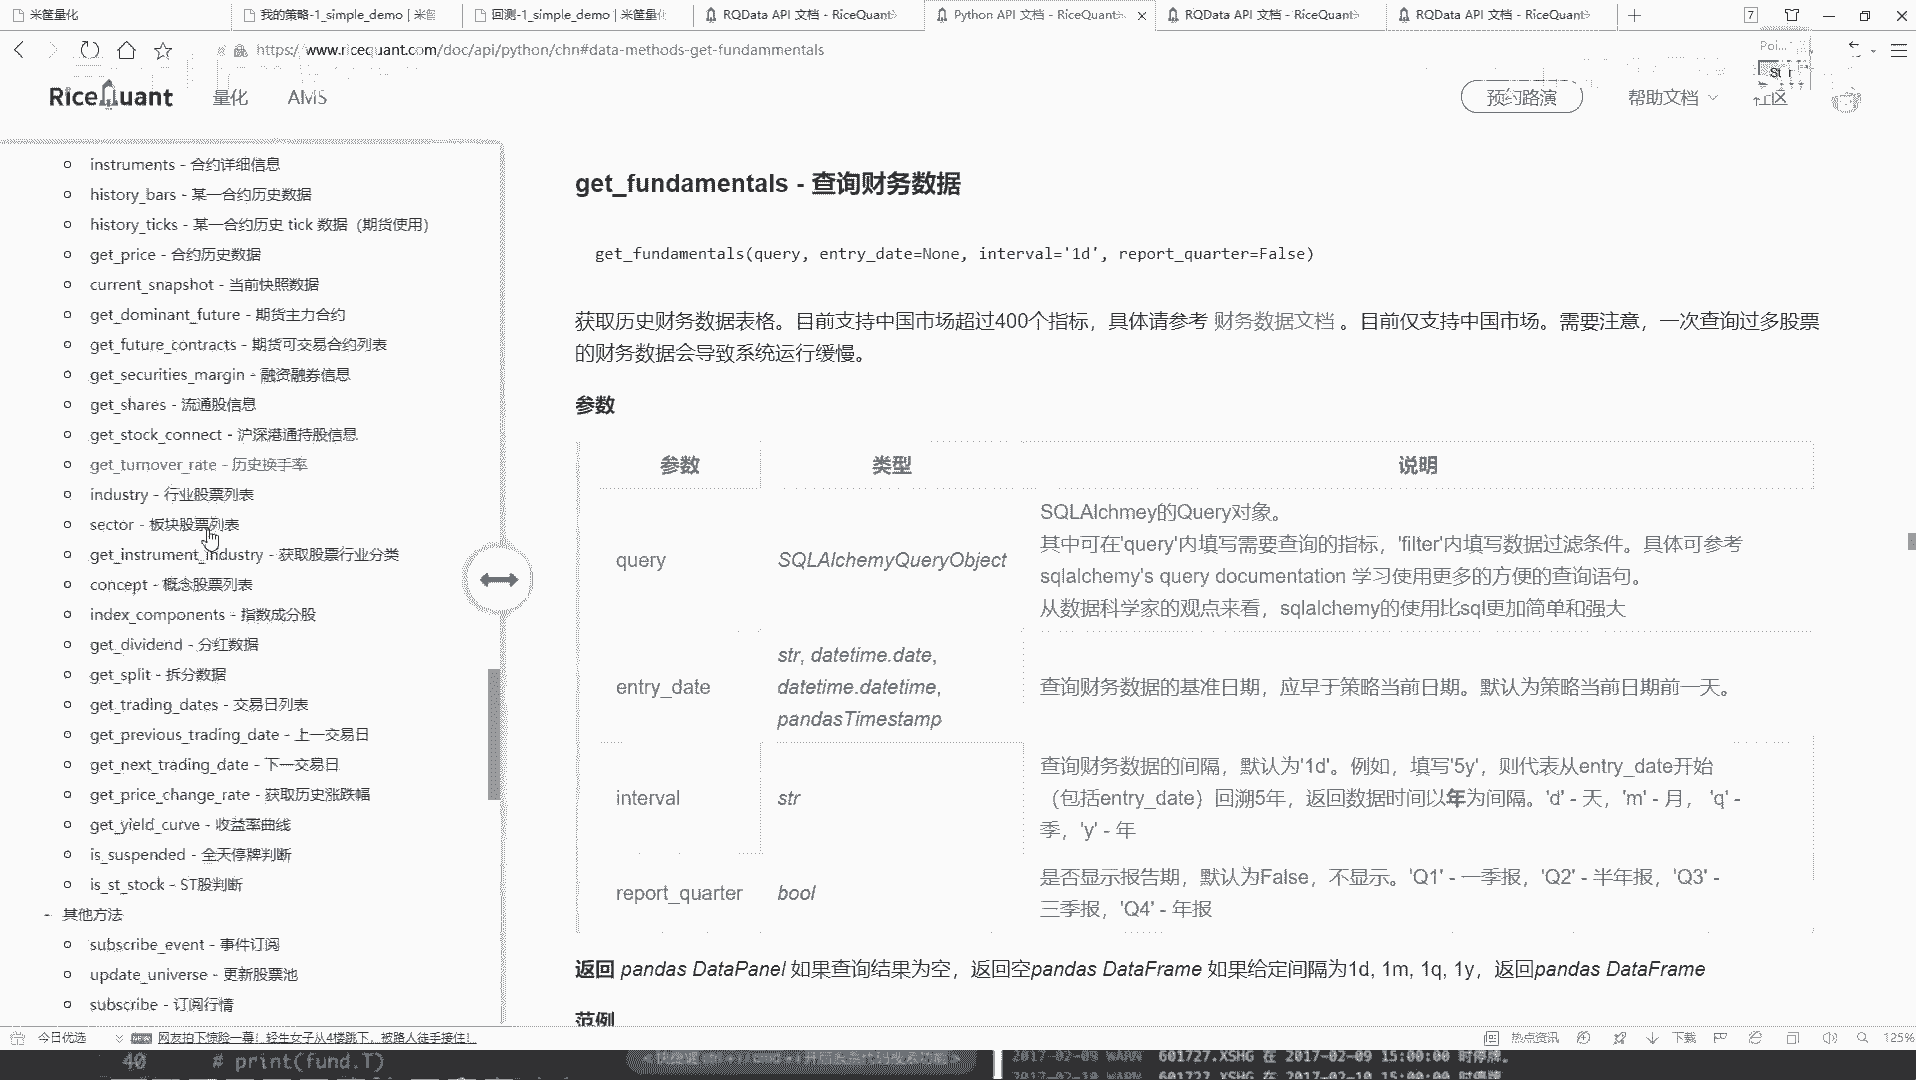 米筐量化
我的策略-1_simple_demo | 米筐
回测-1_simple_demo | 米筐量化
RQData API 文档 - RiceQuant
Python API 文档 - RiceQuant
RQData API 文档 - RiceQuant
RQData API 文档 - RiceQuant
7
https://www.ricequant.com/doc/api/python/chn#data-methods-get-fundammentals
Poi...
RiceQuant
量化
AMS
预约路演
帮助文档
instruments - 合约详细信息
history_bars - 某一合约历史数据
history_ticks - 某一合约历史 tick 数据（期货使用）
get_price - 合约历史数据
current_snapshot - 当前快照数据
get_dominant_future - 期货主力合约
get_future_contracts - 期货可交易合约列表
get_securities_margin - 融资融券信息
get_shares - 流通股信息
get_stock_connect - 沪深港通持股信息
get_turnover_rate - 历史换手率
industry - 行业股票列表
sector - 板块股票列表
get_instrument_industry - 获取股票行业分类
concept - 概念股票列表
index_components - 指数成分股
get_dividend - 分红数据
get_split - 拆分数据
get_trading_dates - 交易日列表
get_previous_trading_date - 上一交易日
get_next_trading_date - 下一交易日
get_price_change_rate - 获取历史涨跌幅
get_yield_curve - 收益率曲线
is_suspended - 全天停牌判断
is_st_stock - ST股判断
其他方法
subscribe_event - 事件订阅
update_universe - 更新股票池
subscribe - 订阅行情
get_fundamentals - 查询财务数据
get_fundamentals(query, entry_date=None, interval='1d', report_quarter=False)
获取历史财务数据表格。目前支持中国市场超过400个指标，具体请参考 财务数据文档 。目前仅支持中国市场。需要注意，一次查询过多股票
的财务数据会导致系统运行缓慢。
参数
参数 类型 说明
query SQLAlchemyQueryObject
SQLAlchmey的Query对象。
其中可在'query'内填写需要查询的指标，'filter'内填写数据过滤条件。具体可参考
sqlalchemy's query documentation 学习使用更多的方便的查询语句。
从数据科学家的观点来看，sqlalchemy的使用比sql更加简单和强大
entry_date
str, datetime.date,
datetime.datetime,
pandasTimestamp
查询财务数据的基准日期，应早于策略当前日期。默认为策略当前日期前一天。
interval str
查询财务数据的间隔，默认为'1d'。例如，填写'5y'，则代表从entry_date开始
（包括entry_date）回溯5年，返回数据时间以年为间隔。'd' - 天，'m' - 月， 'q' -
季，'y' - 年
report_quarter bool
是否显示报告期，默认为False，不显示。'Q1' - 一季报，'Q2' - 半年报，'Q3' -
三季报，'Q4' - 年报
返回 pandas DataPanel 如果查询结果为空，返回空pandas DataFrame 如果给定间隔为1d, 1m, 1q, 1y，返回pandas DataFrame
范例
今日优选
网友拍下惊险一幕！轻生女子从4楼跳下，被路人徒手接住！
热点资讯
下载
125%
40 # print(fund.T)
2017-02-09 WARN 601727.XSHG 在 2017-02-09 15:00:00 时停牌。
2017-02-10 WARN 601727.XSHG 在 2017-02-10 15:00:00 时停牌。